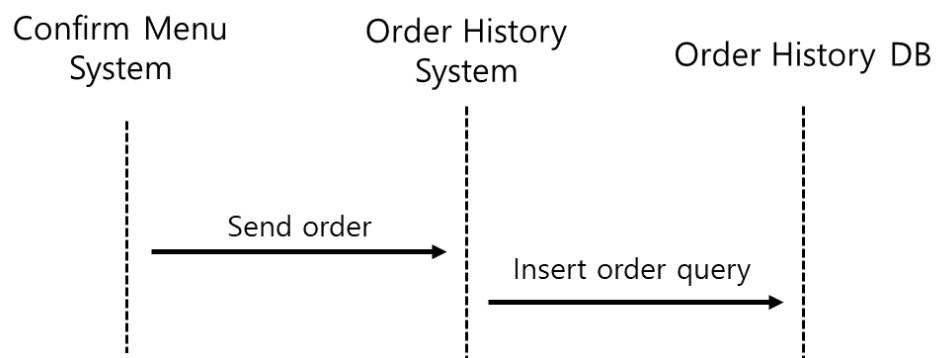 Confirm Menu
System
Order History
System
Order History DB
Send order
Insert order query